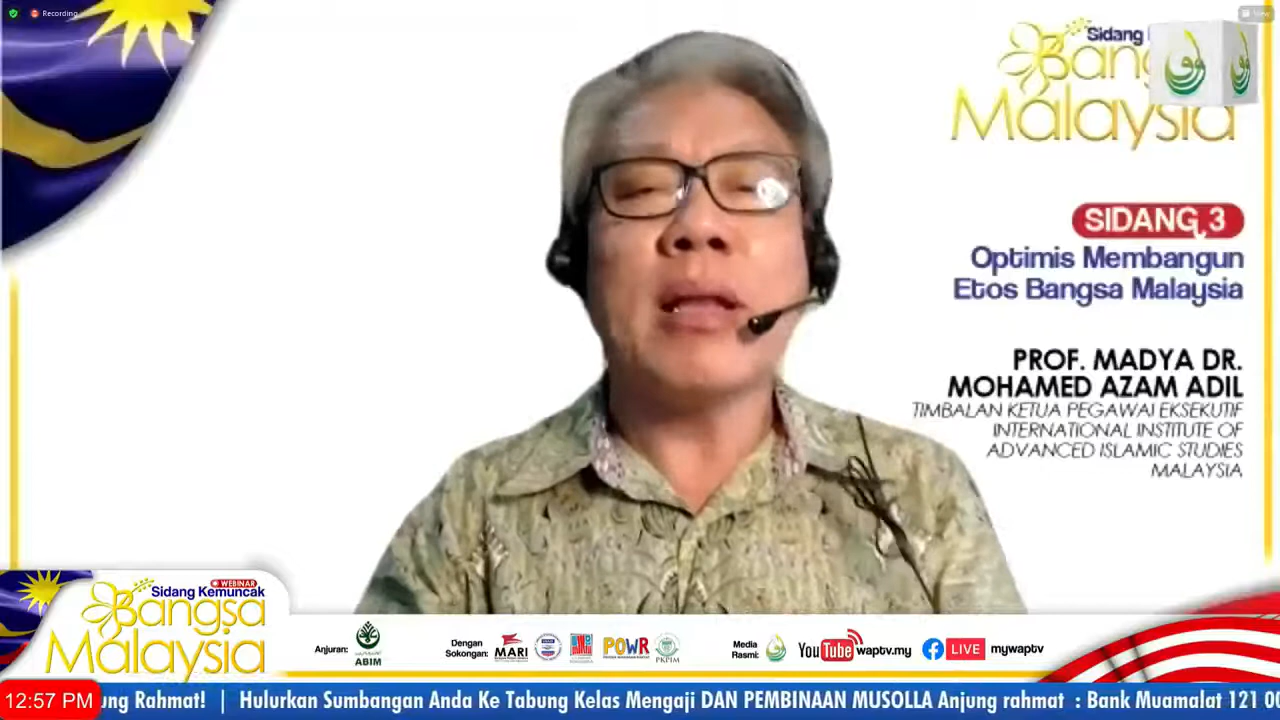 Recording
View
Sidang
Bang
Malaysia
SIDANG 3
Optimis Membangun
Etos Bangsa Malaysia
PROF. MADYA DR.
MOHAMED AZAM ADIL
TIMBALAN KETUA PEGAWAI EKSEKUTIF
INTERNATIONAL INSTITUTE OF
ADVANCED ISLAMIC STUDIES
MALAYSIA
WEBINAR
Sidang Kemuncak
Bangsa
Malaysia
Anjuran:
ABIM
Dengan
Sokongan:
MARI
POWR
PKPIM
Media
Rasmi:
YouTube waptv.my
LIVE mywaptv
12:57 PM
ung Rahmat! | Hulurkan Sumbangan Anda Ke Tabung Kelas Mengaji DAN PEMBINAAN MUSOLLA Anjung rahmat : Bank Muamalat 121 00